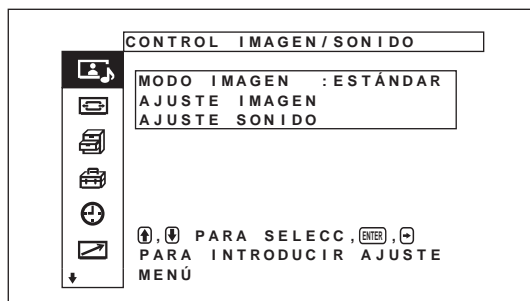 CONTROL IMAGEN/SONIDO
MODO IMAGEN :ESTÁNDAR
AJUSTE IMAGEN
AJUSTE SONIDO
↑,↓ PARA SELECC,ENTER,→
PARA INTRODUCIR AJUSTE
MENÚ